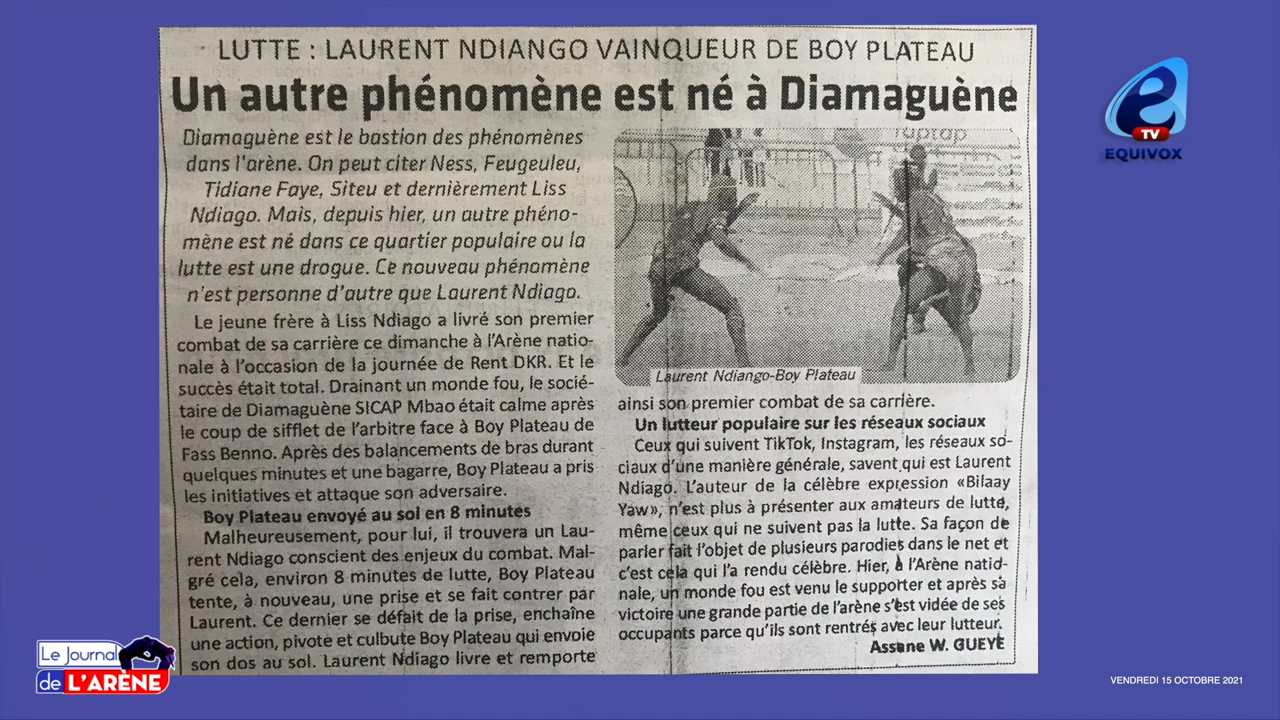 LUTTE : LAURENT NDIANGO VAINQUEUR DE BOY PLATEAU
Un autre phénomène est né à Diamaguène
Diamaguène est le bastion des phénomènes
dans l'arène. On peut citer Ness, Feugeuleu,
Tidiane Faye, Siteu et dernièrement Liss
Ndiago. Mais, depuis hier, un autre phéno-
mène est né dans ce quartier populaire ou la
lutte est une drogue. Ce nouveau phénomène
n'est personne d'autre que Laurent Ndiago.
Le jeune frère à Liss Ndiago a livré son premier
combat de sa carrière ce dimanche à l'Arène natio-
nale à l'occasion de la journée de Rent DKR. Et le
succès était total. Drainant un monde fou, le socié-
taire de Diamaguène SICAP Mbao était calme après
le coup de sifflet de l'arbitre face à Boy Plateau de
Fass Benno. Après des balancements de bras durant
quelques minutes et une bagarre, Boy Plateau a pris
les initiatives et attaque son adversaire.
Boy Plateau envoyé au sol en 8 minutes
Malheureusement, pour lui, il trouvera un Lau-
rent Ndiago conscient des enjeux du combat. Mal-
gré cela, environ 8 minutes de lutte, Boy Plateau
tente, à nouveau, une prise et se fait contrer par
Laurent. Ce dernier se défait de la prise, enchaîne
une action, pivote et culbute Boy Plateau qui envoie
son dos au sol. Laurent Ndiago livre et remporte
taptap
Laurent Ndiango-Boy Plateau
ainsi son premier combat de sa carrière.
Un lutteur populaire sur les réseaux sociaux
Ceux qui suivent TikTok, Instagram, les réseaux so-
ciaux d'une manière générale, savent qui est Laurent
Ndiago. L'auteur de la célèbre expression «Bilaay
Yaw», n'est plus à présenter aux amateurs de lutte,
même ceux qui ne suivent pas la lutte. Sa façon de
parler fait l'objet de plusieurs parodies dans le net et
c'est cela qui l'a rendu célèbre. Hier, à l'Arène natio-
nale, un monde fou est venu le supporter et après sa
victoire une grande partie de l'arène s'est vidée de ses
occupants parce qu'ils sont rentrés avec leur lutteur.
Assane W. GUEYE
e
TV
EQUIVOX
Le Journal
de L'ARÈNE
VENDREDI 15 OCTOBRE 2021